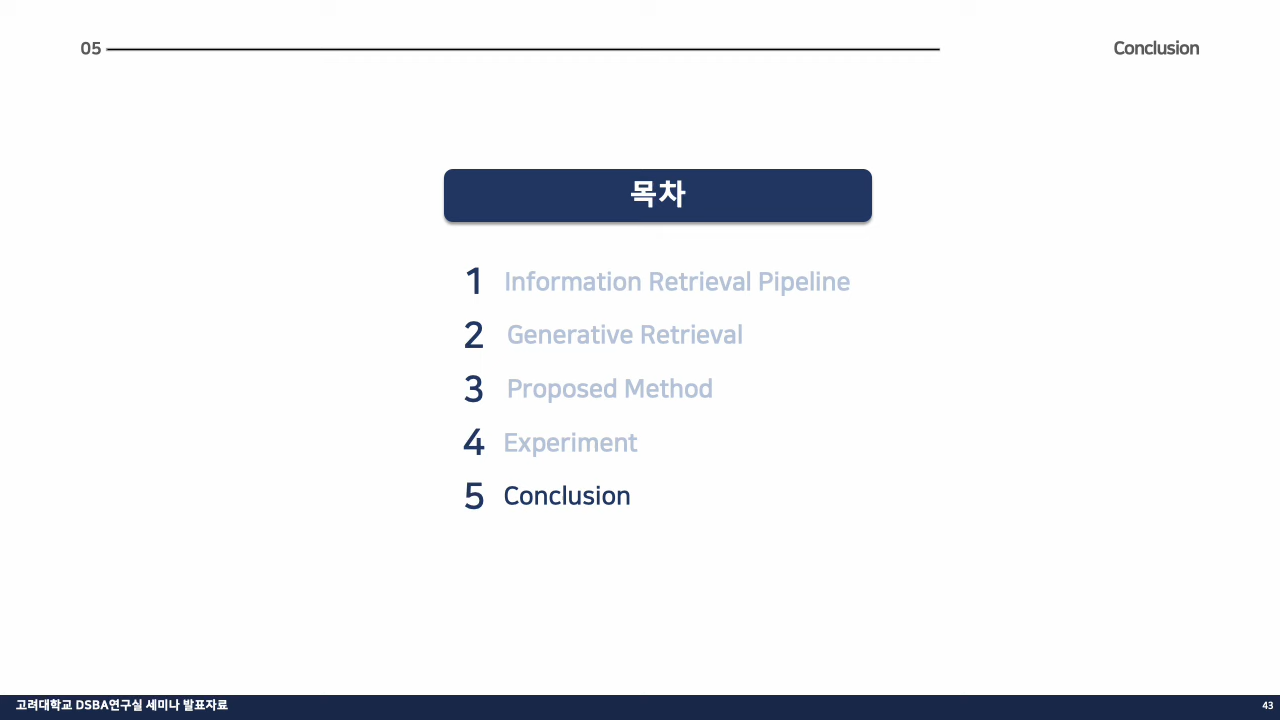 05
Conclusion
목차
1 Information Retrieval Pipeline
2 Generative Retrieval
3 Proposed Method
4 Experiment
5 Conclusion
고려대학교 DSBA연구실 세미나 발표자료
43